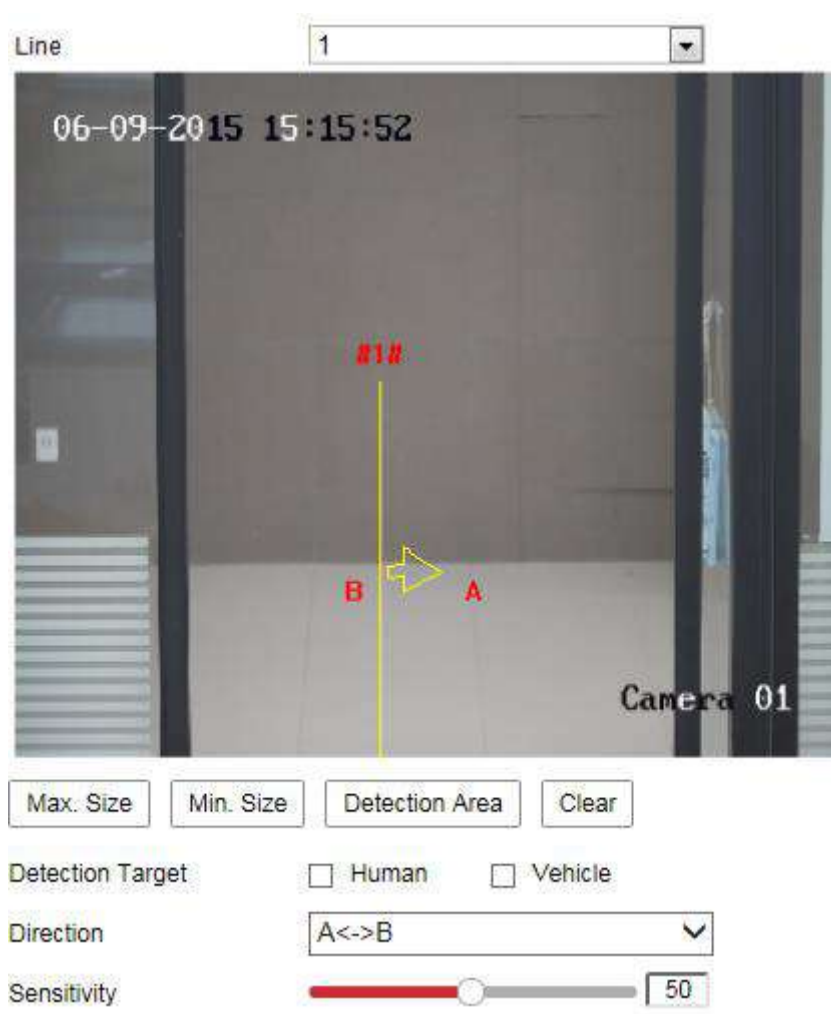 Line 1
06-09-2015 15:15:52
#1#
B A
Camera 01
Max. Size Min. Size Detection Area Clear
Detection Target Human Vehicle
Direction A<->B
Sensitivity 50